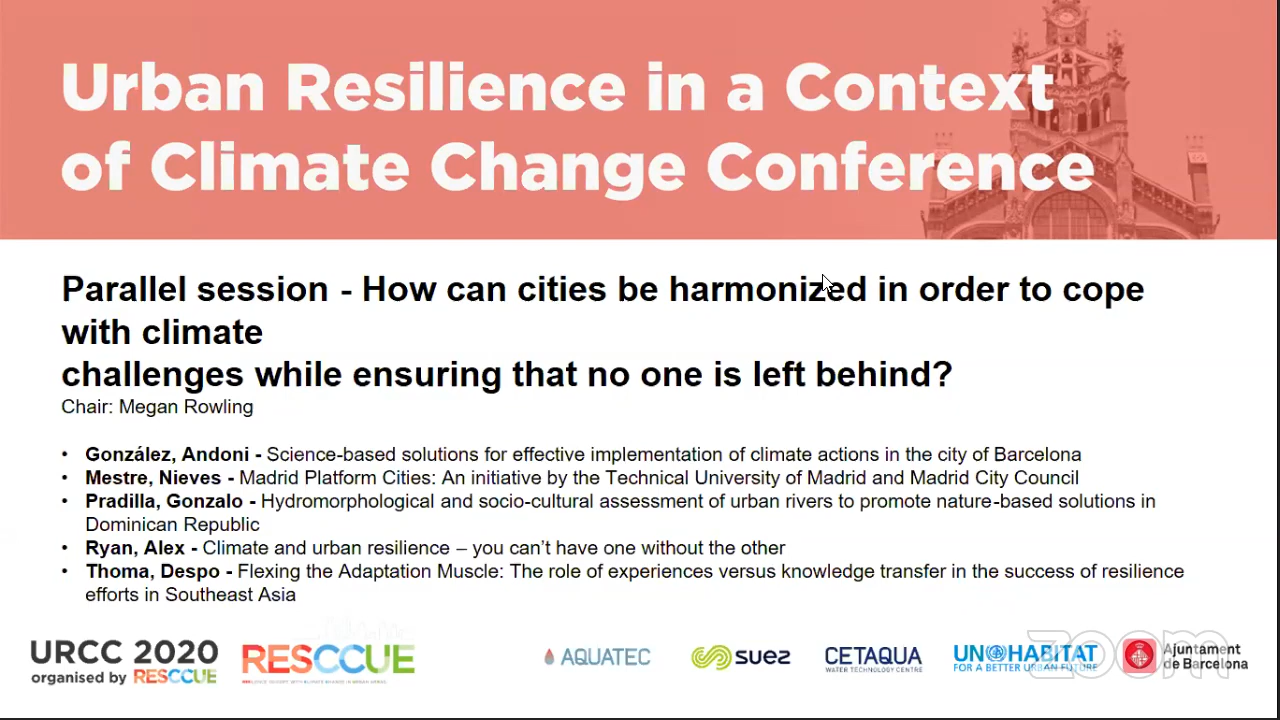 Urban Resilience in a Context
of Climate Change Conference
Parallel session - How can cities be harmonized in order to cope
with climate
challenges while ensuring that no one is left behind?
Chair: Megan Rowling
• González, Andoni - Science-based solutions for effective implementation of climate actions in the city of Barcelona
• Mestre, Nieves - Madrid Platform Cities: An initiative by the Technical University of Madrid and Madrid City Council
• Pradilla, Gonzalo - Hydromorphological and socio-cultural assessment of urban rivers to promote nature-based solutions in
Dominican Republic
• Ryan, Alex - Climate and urban resilience – you can’t have one without the other
• Thoma, Despo - Flexing the Adaptation Muscle: The role of experiences versus knowledge transfer in the success of resilience
efforts in Southeast Asia
URCC 2020
organised by RESCCUE
RESCCUE
AQUATEC
suez
CETAQUA
WATER TECHNOLOGY CENTRE
UN HABITAT
FOR A BETTER URBAN FUTURE
Ajuntament
de Barcelona
zoom